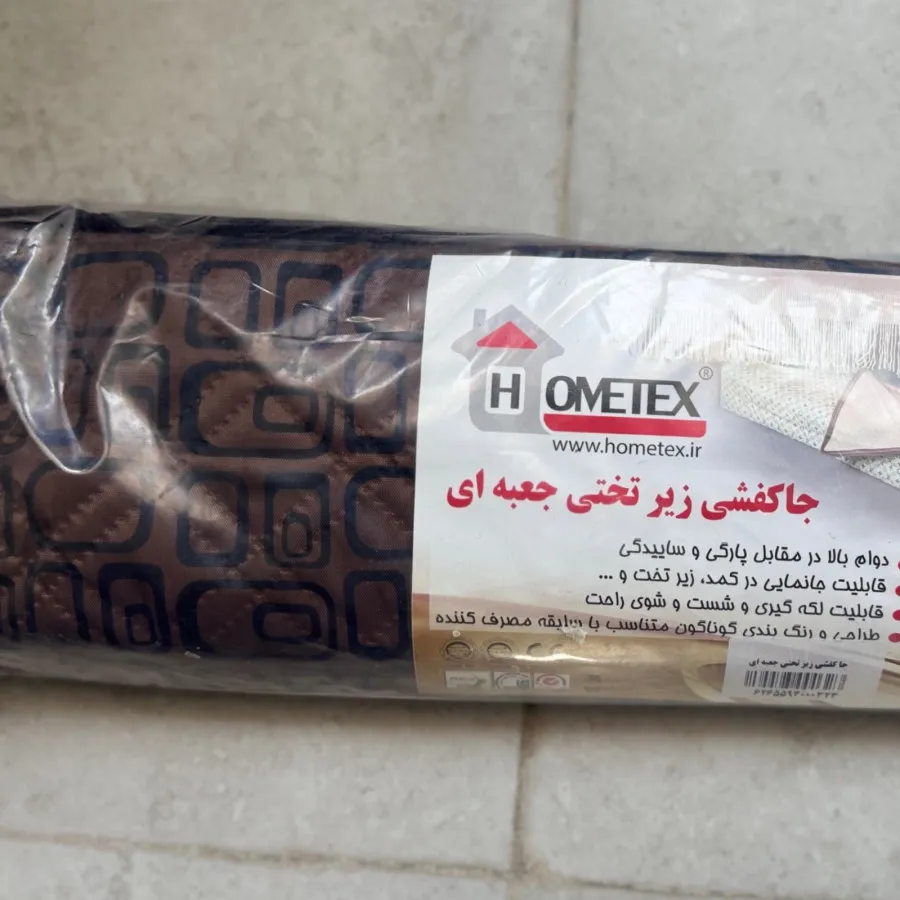 HOMETEX®
www.hometex.ir
جاکفشی زیر تختی جعبه ای
دوام بالا در مقابل پارگی و ساییدگی
قابلیت جانمایی در کمد، زیر تخت و ...
قابلیت لکه گیری و شست و شوی راحت
طراحی و رنگ بندی گوناگون متناسب با سابقه مصرف کننده
جاکفشی زیر تختی جعبه ای